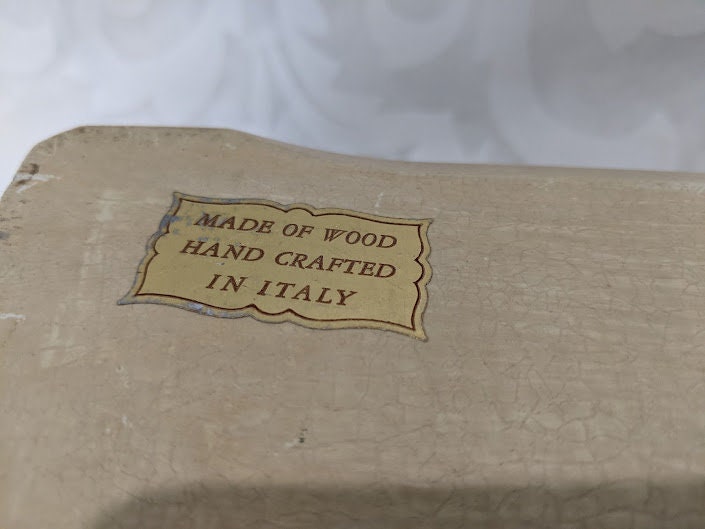 MADE OF WOOD
HAND CRAFTED
IN ITALY